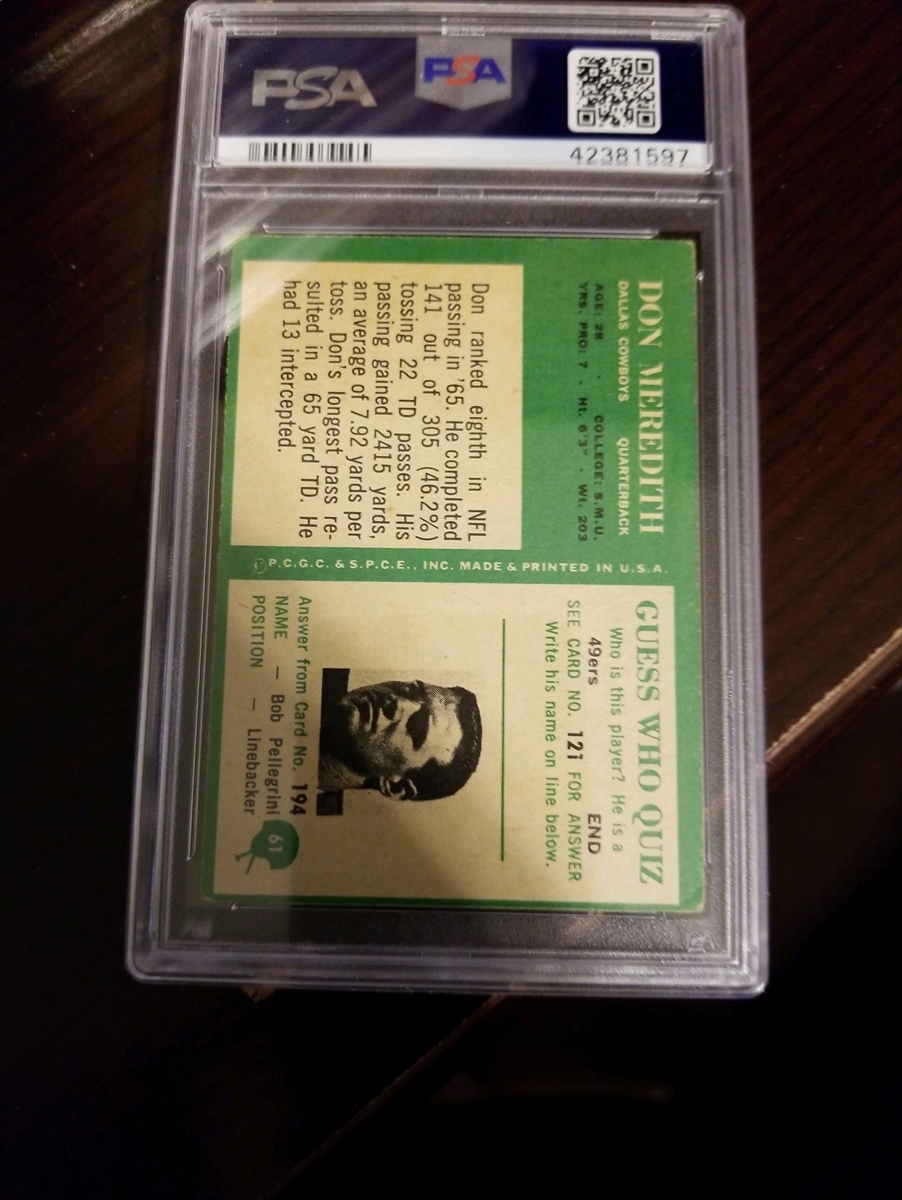 PSA
PSA
42381597
DON MEREDITH
DALLAS COWBOYS QUARTERBACK
AGE: 28 . COLLEGE: S.M.U.
YRS. PRO: 7 . Ht. 6'3" . Wt. 203
Don ranked eighth in NFL
passing in '65. He completed
141 out of 305 (46.2%)
tossing 22 TD passes. His
passing gained 2415 yards,
an average of 7.92 yards per
toss. Don's longest pass re-
sulted in a 65 yard TD. He
had 13 intercepted.
©P.C.G.C. & S.P.C.E., INC. MADE & PRINTED IN U.S.A.
GUESS WHO QUIZ
Who is this player? He is a
49ers END
SEE CARD NO. 121 FOR ANSWER
Write his name on line below.
Answer from Card No. 194
NAME — Bob Pellegrini
POSITION — Linebacker
61